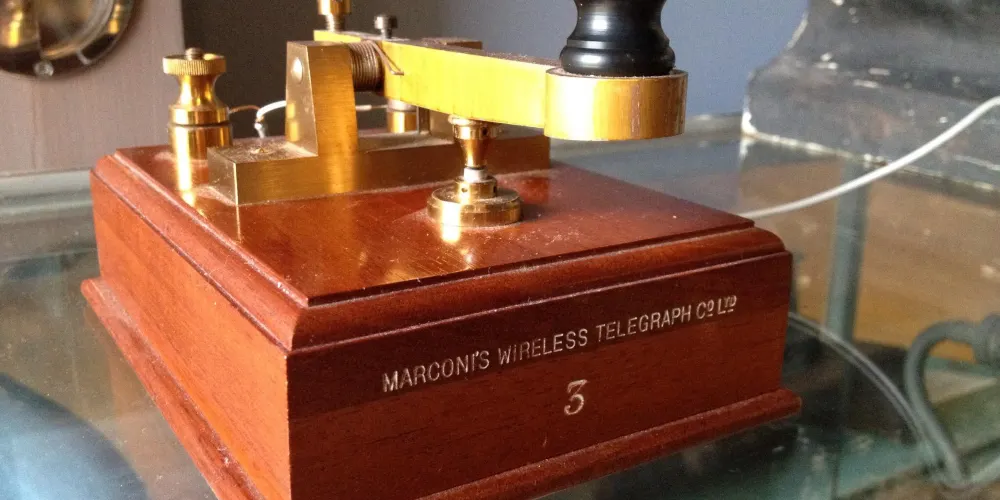 MARCONI'S WIRELESS TELEGRAPH Cº LTD
3